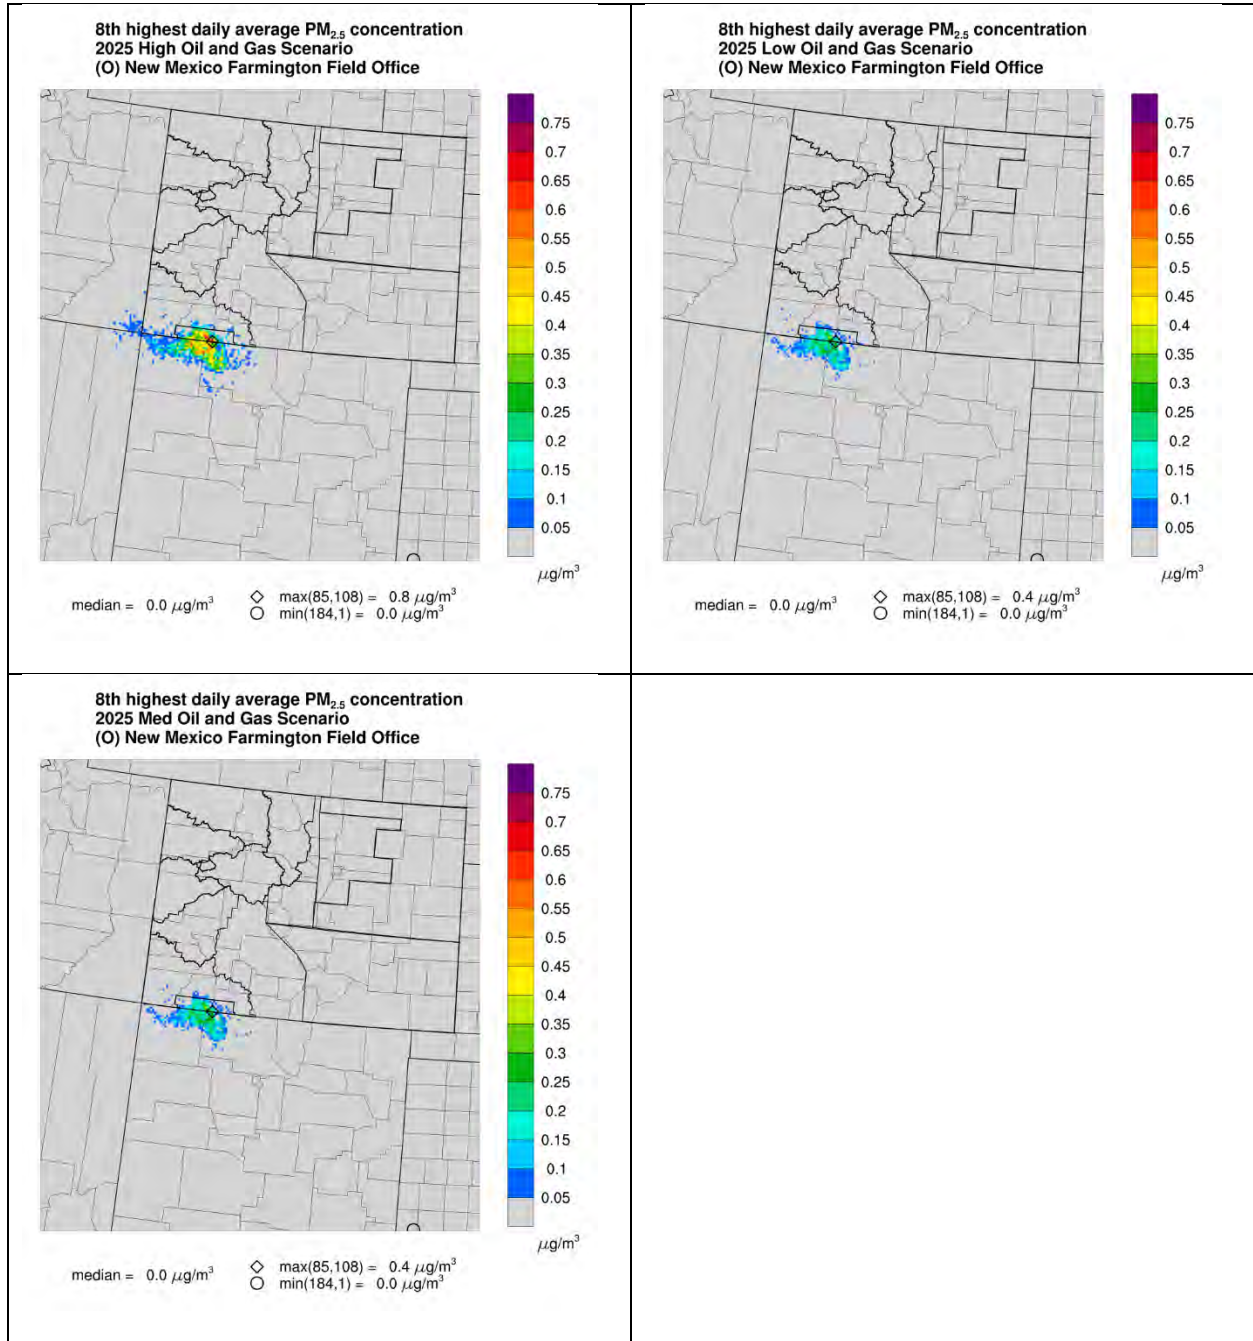 8th highest daily average PM2.5 concentration
2025 High Oil and Gas Scenario
(O) New Mexico Farmington Field Office
0.75
0.7
0.65
0.6
0.55
0.5
0.45
0.4
0.35
0.3
0.25
0.2
0.15
0.1
0.05
μg/m3
median = 0.0 μg/m3
max(85,108) = 0.8 μg/m3
min(184,1) = 0.0 μg/m3
8th highest daily average PM2.5 concentration
2025 Low Oil and Gas Scenario
(O) New Mexico Farmington Field Office
0.75
0.7
0.65
0.6
0.55
0.5
0.45
0.4
0.35
0.3
0.25
0.2
0.15
0.1
0.05
μg/m3
median = 0.0 μg/m3
max(85,108) = 0.4 μg/m3
min(184,1) = 0.0 μg/m3
8th highest daily average PM2.5 concentration
2025 Med Oil and Gas Scenario
(O) New Mexico Farmington Field Office
0.75
0.7
0.65
0.6
0.55
0.5
0.45
0.4
0.35
0.3
0.25
0.2
0.15
0.1
0.05
μg/m3
median = 0.0 μg/m3
max(85,108) = 0.4 μg/m3
min(184,1) = 0.0 μg/m3